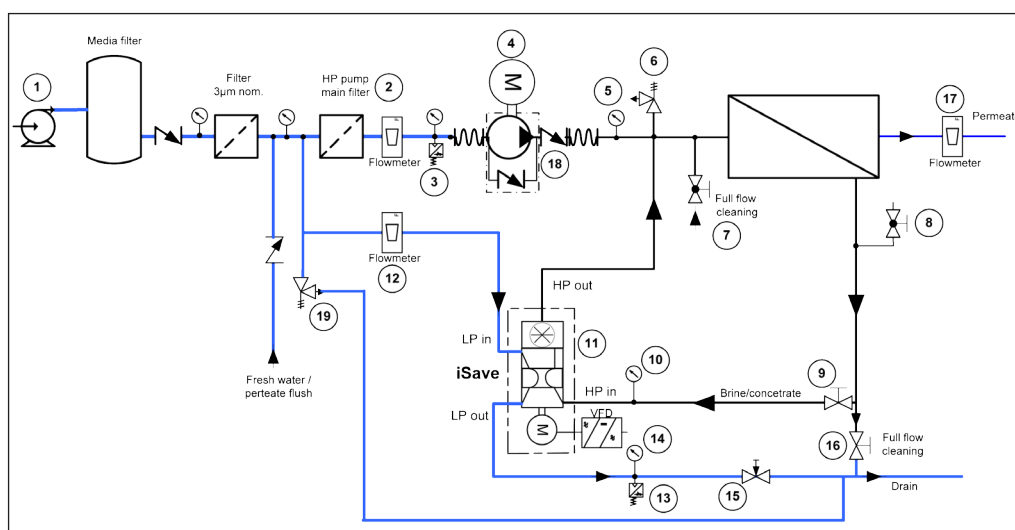 Media filter
1
Filter
3µm nom.
HP pump
main filter
2
Flowmeter
3
4
M
18
5
6
Full flow
cleaning
7
8
17
Permeat
Flowmeter
12
Flowmeter
19
Fresh water /
perteate flush
HP out
LP in
11
iSave
10
HP in
Brine/concetrate
9
LP out
M
VFD
14
13
15
16
Full flow
cleaning
Drain